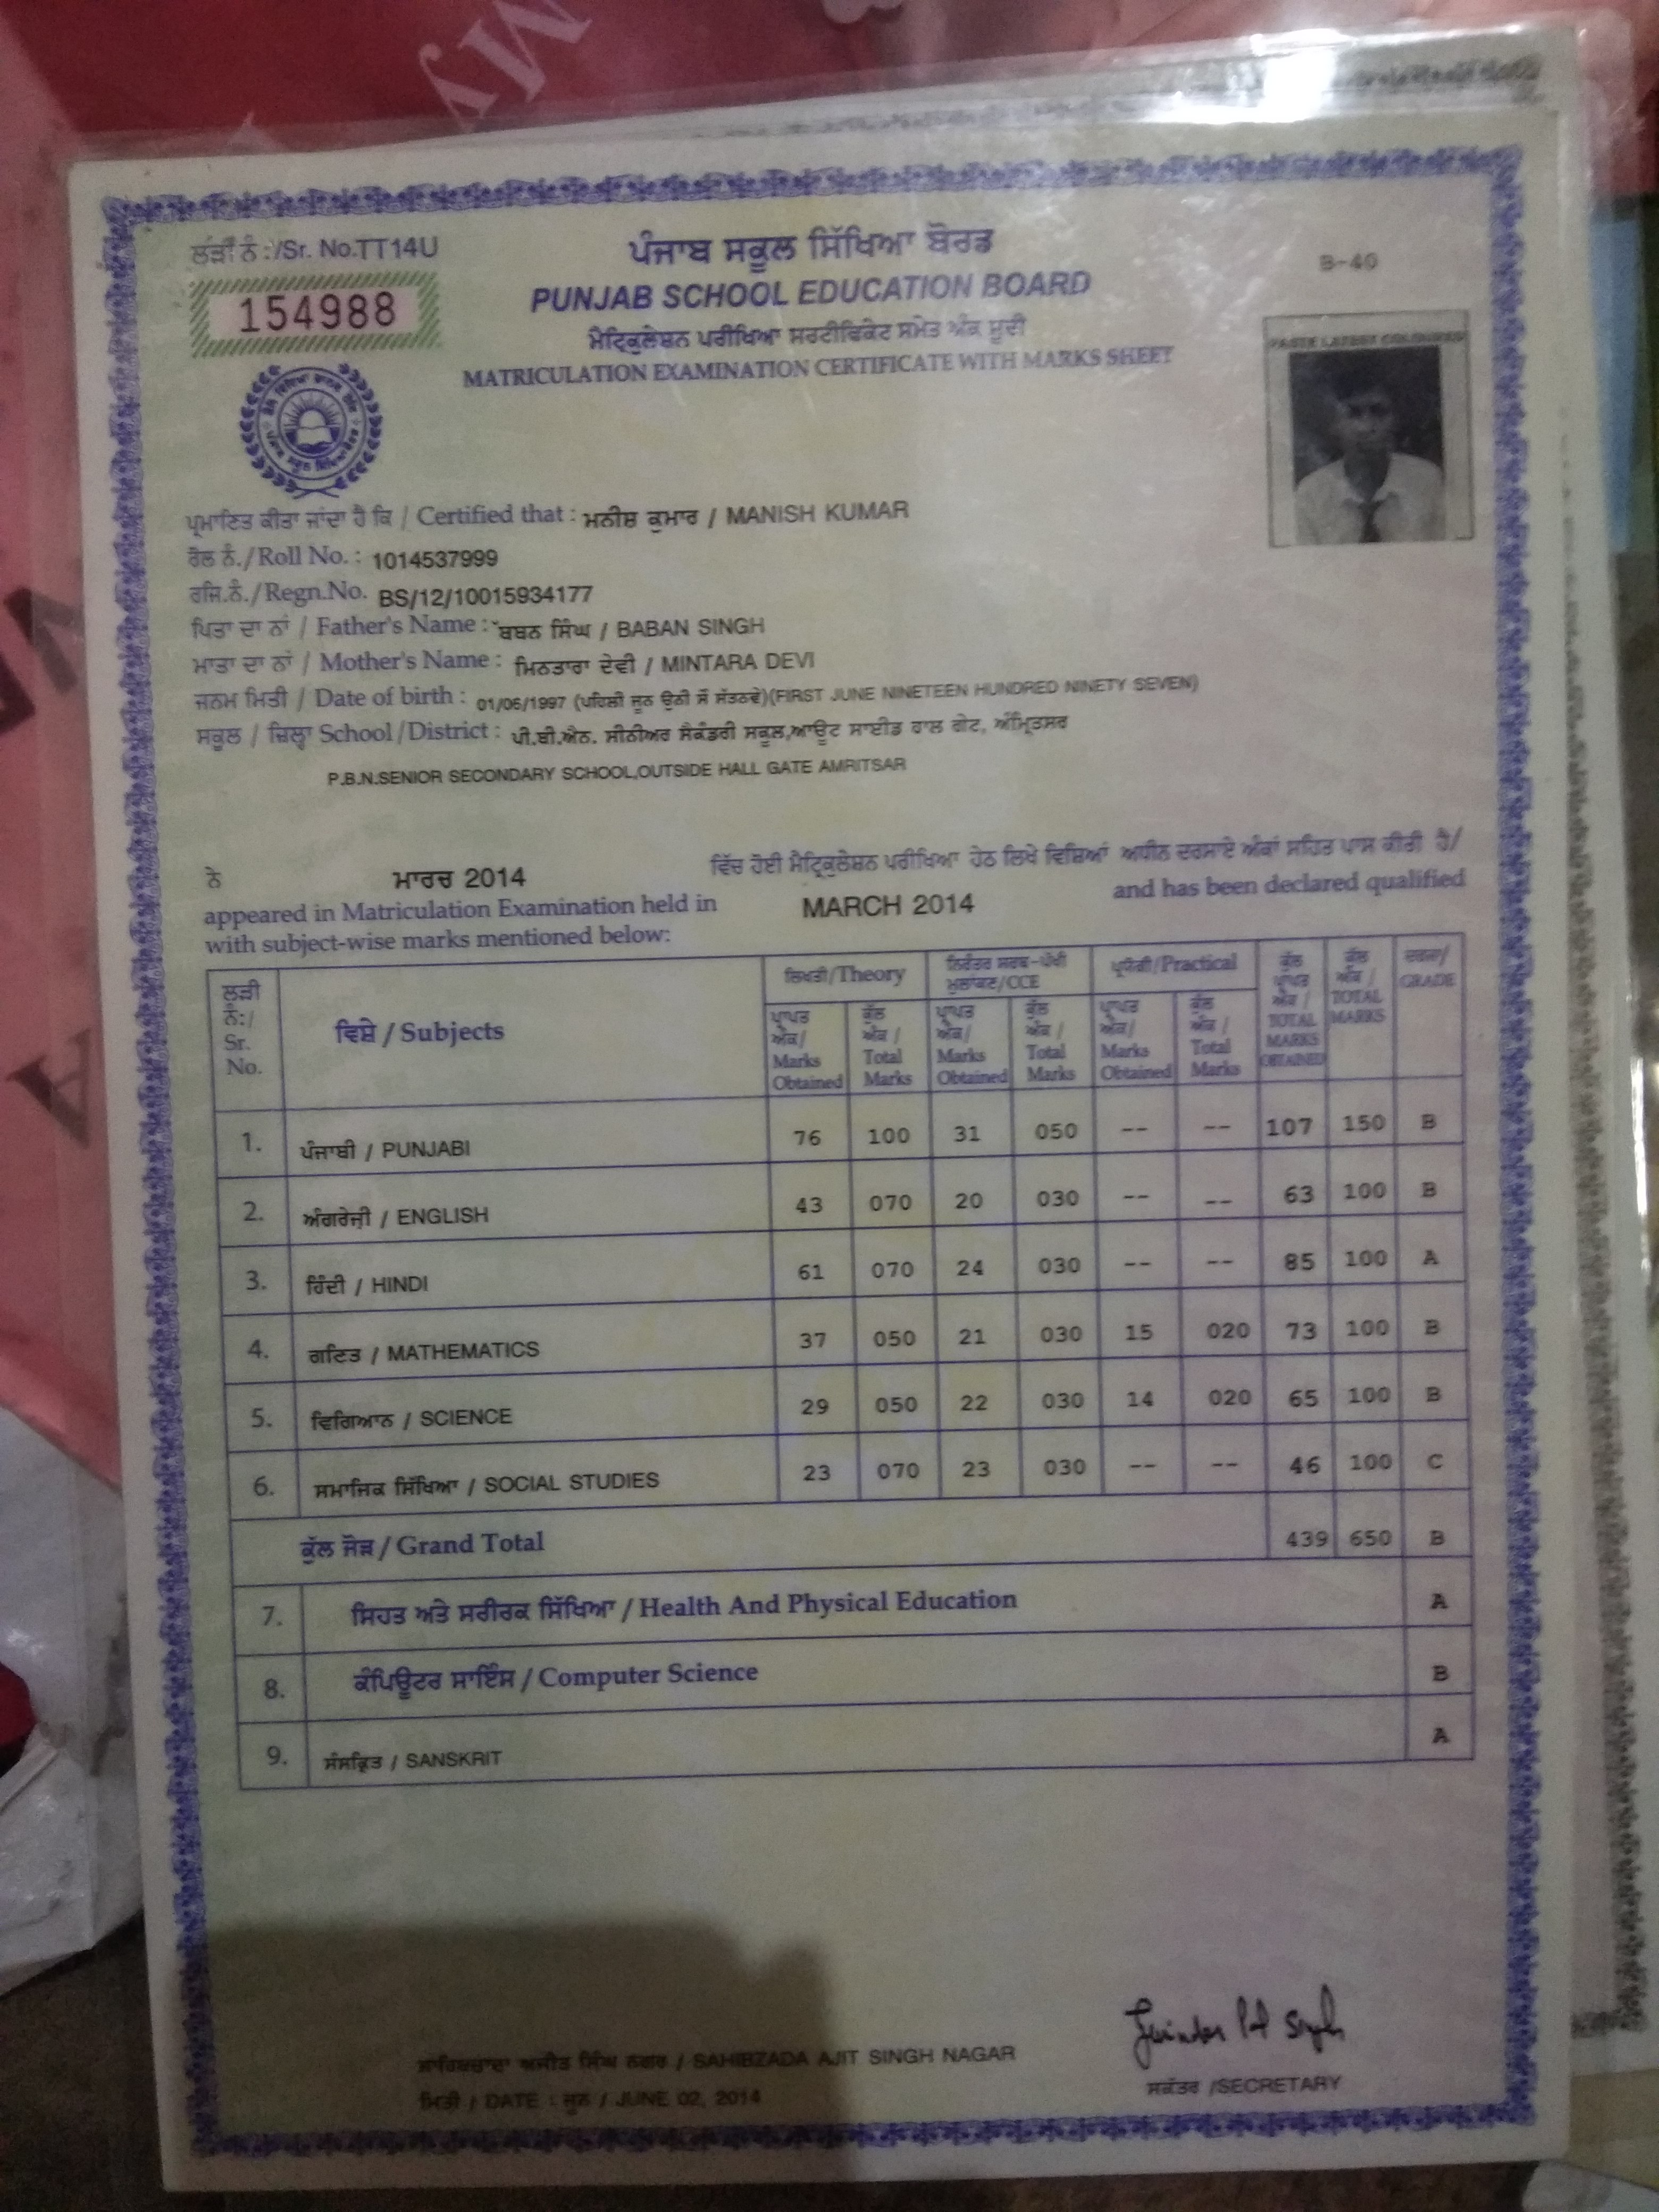 ਲੜੀ ਨੰ:/Sr. No.TT14U
154988
B-40
ਪੰਜਾਬ ਸਕੂਲ ਸਿੱਖਿਆ ਬੋਰਡ
PUNJAB SCHOOL EDUCATION BOARD
ਮੈਟ੍ਰਿਕੁਲੇਸ਼ਨ ਪਰੀਖਿਆ ਸਰਟੀਫਿਕੇਟ ਸਮੇਤ ਅੰਕ ਸੂਚੀ
MATRICULATION EXAMINATION CERTIFICATE WITH MARKS SHEET
PASTE LATEST COLOURED
ਪ੍ਰਮਾਣਿਤ ਕੀਤਾ ਜਾਂਦਾ ਹੈ ਕਿ / Certified that : ਮਨੀਸ਼ ਕੁਮਾਰ / MANISH KUMAR
ਰੋਲ ਨੰ./Roll No. : 1014537999
ਰਜਿ.ਨੰ./Regn.No. BS/12/10015934177
ਪਿਤਾ ਦਾ ਨਾਂ / Father's Name : ਬਬਨ ਸਿੰਘ / BABAN SINGH
ਮਾਤਾ ਦਾ ਨਾਂ / Mother's Name : ਮਿਨਤਾਰਾ ਦੇਵੀ / MINTARA DEVI
ਜਨਮ ਮਿਤੀ / Date of birth : 01/06/1997 (ਪਹਿਲੀ ਜੂਨ ਉਨੀ ਸੌ ਸੱਤਨਵੇ)(FIRST JUNE NINETEEN HUNDRED NINETY SEVEN)
ਸਕੂਲ / ਜ਼ਿਲ੍ਹਾ School/District : ਪੀ.ਬੀ.ਐਨ. ਸੀਨੀਅਰ ਸੈਕੰਡਰੀ ਸਕੂਲ,ਆਊਟ ਸਾਈਡ ਹਾਲ ਗੇਟ, ਅੰਮ੍ਰਿਤਸਰ
P.B.N.SENIOR SECONDARY SCHOOL,OUTSIDE HALL GATE AMRITSAR
ਨੇ ਮਾਰਚ 2014 ਵਿੱਚ ਹੋਈ ਮੈਟ੍ਰਿਕੁਲੇਸ਼ਨ ਪਰੀਖਿਆ ਹੇਠ ਲਿਖੇ ਵਿਸ਼ਿਆਂ ਅਧੀਨ ਦਰਸਾਏ ਅੰਕਾਂ ਸਹਿਤ ਪਾਸ ਕੀਤੀ ਹੈ/
appeared in Matriculation Examination held in MARCH 2014 and has been declared qualified
with subject-wise marks mentioned below:
ਲੜੀ ਨੰ:/ Sr. No. ਵਿਸ਼ੇ / Subjects ਲਿਖਤੀ/Theory ਨਿਰੰਤਰ ਸਰਬ-ਪੱਖੀ ਮੁਲਾਂਕਣ/CCE ਪ੍ਰਯੋਗੀ/Practical ਕੁੱਲ ਪ੍ਰਾਪਤ ਅੰਕ / TOTAL MARKS OBTAINED ਕੁੱਲ ਅੰਕ / TOTAL MARKS ਦਰਜਾ/ GRADE
ਪ੍ਰਾਪਤ ਅੰਕ/ Marks Obtained ਕੁੱਲ ਅੰਕ / Total Marks ਪ੍ਰਾਪਤ ਅੰਕ/ Marks Obtained ਕੁੱਲ ਅੰਕ / Total Marks ਪ੍ਰਾਪਤ ਅੰਕ/ Marks Obtained ਕੁੱਲ ਅੰਕ / Total Marks
1. ਪੰਜਾਬੀ / PUNJABI 76 100 31 050 -- -- 107 150 B
2. ਅੰਗਰੇਜ਼ੀ / ENGLISH 43 070 20 030 -- -- 63 100 B
3. ਹਿੰਦੀ / HINDI 61 070 24 030 -- -- 85 100 A
4. ਗਣਿਤ / MATHEMATICS 37 050 21 030 15 020 73 100 B
5. ਵਿਗਿਆਨ / SCIENCE 29 050 22 030 14 020 65 100 B
6. ਸਮਾਜਿਕ ਸਿੱਖਿਆ / SOCIAL STUDIES 23 070 23 030 -- -- 46 100 C
ਕੁੱਲ ਜੋੜ / Grand Total 439 650 B
7. ਸਿਹਤ ਅਤੇ ਸਰੀਰਕ ਸਿੱਖਿਆ / Health And Physical Education A
8. ਕੰਪਿਊਟਰ ਸਾਇੰਸ / Computer Science B
9. ਸੰਸਕ੍ਰਿਤ / SANSKRIT A
ਸਾਹਿਬਜ਼ਾਦਾ ਅਜੀਤ ਸਿੰਘ ਨਗਰ / SAHIBZADA AJIT SINGH NAGAR
ਮਿਤੀ / DATE : ਜੂਨ / JUNE 02, 2014
ਸਕੱਤਰ /SECRETARY